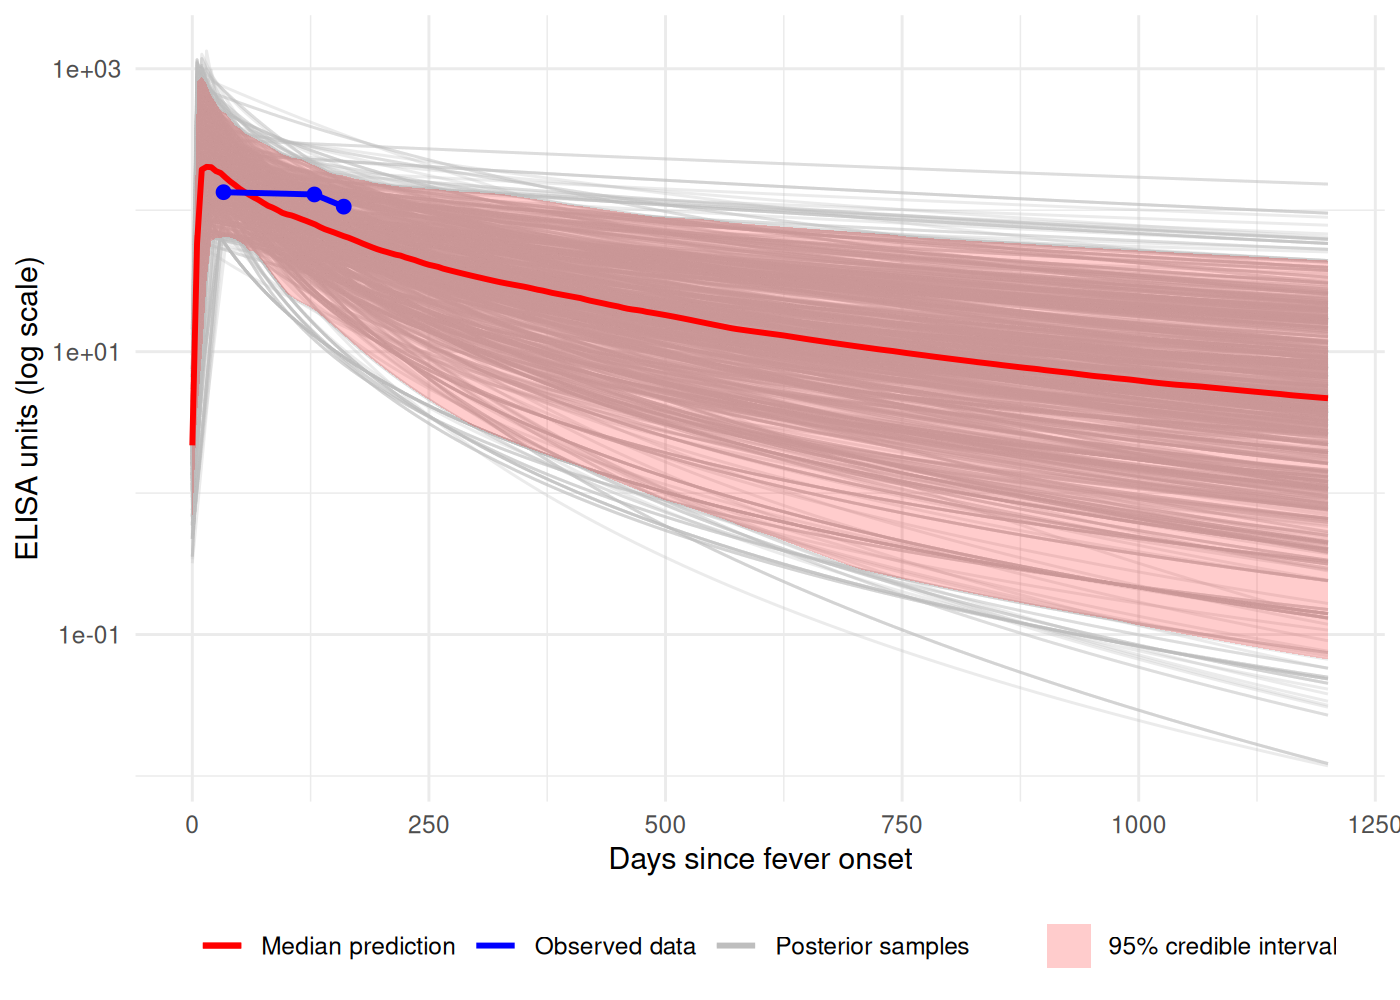 ELISA units (log scale)
1e+03
1e+01
1e-01
0 250 500 750 1000 1250
Days since fever onset
Median prediction Observed data Posterior samples 95% credible interval